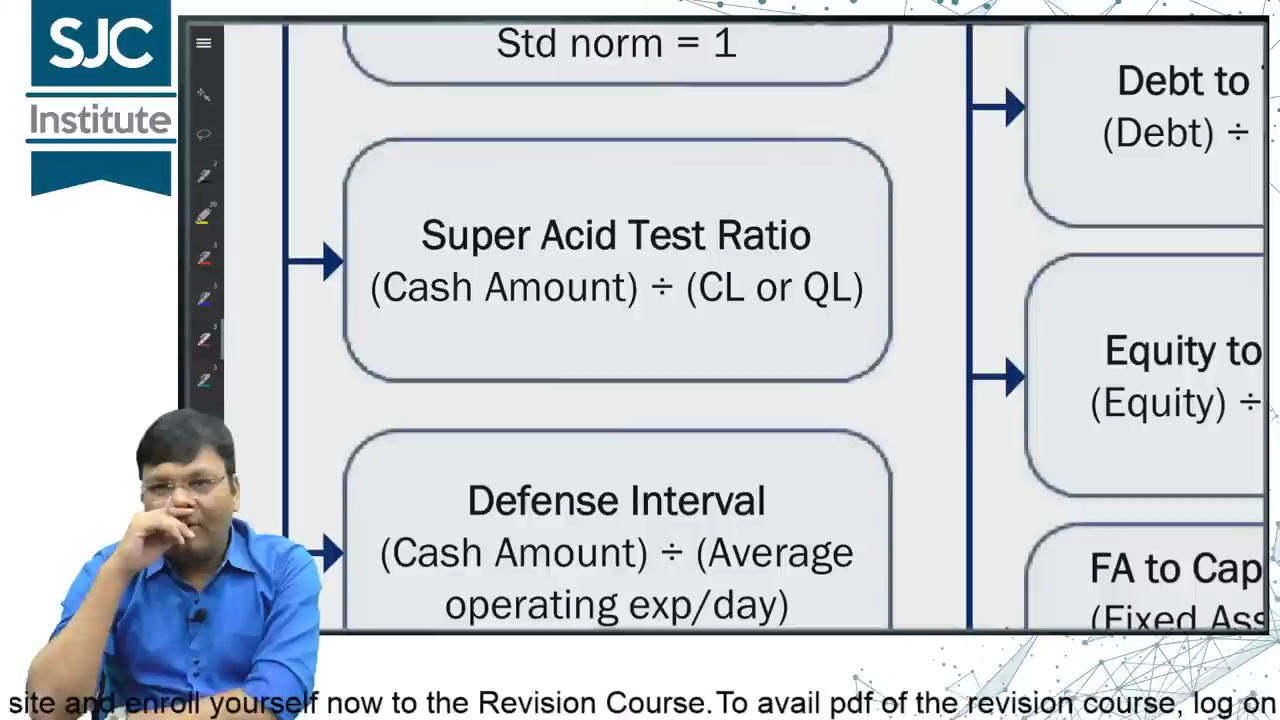 SJC
Institute
Std norm = 1
Super Acid Test Ratio
(Cash Amount) ÷ (CL or QL)
Defense Interval
(Cash Amount) ÷ (Average
operating exp/day)
Debt to
(Debt) ÷
Equity to
(Equity) ÷
FA to Cap
(Fixed Ass
site and enroll yourself now to the Revision Course. To avail pdf of the revision course, log on